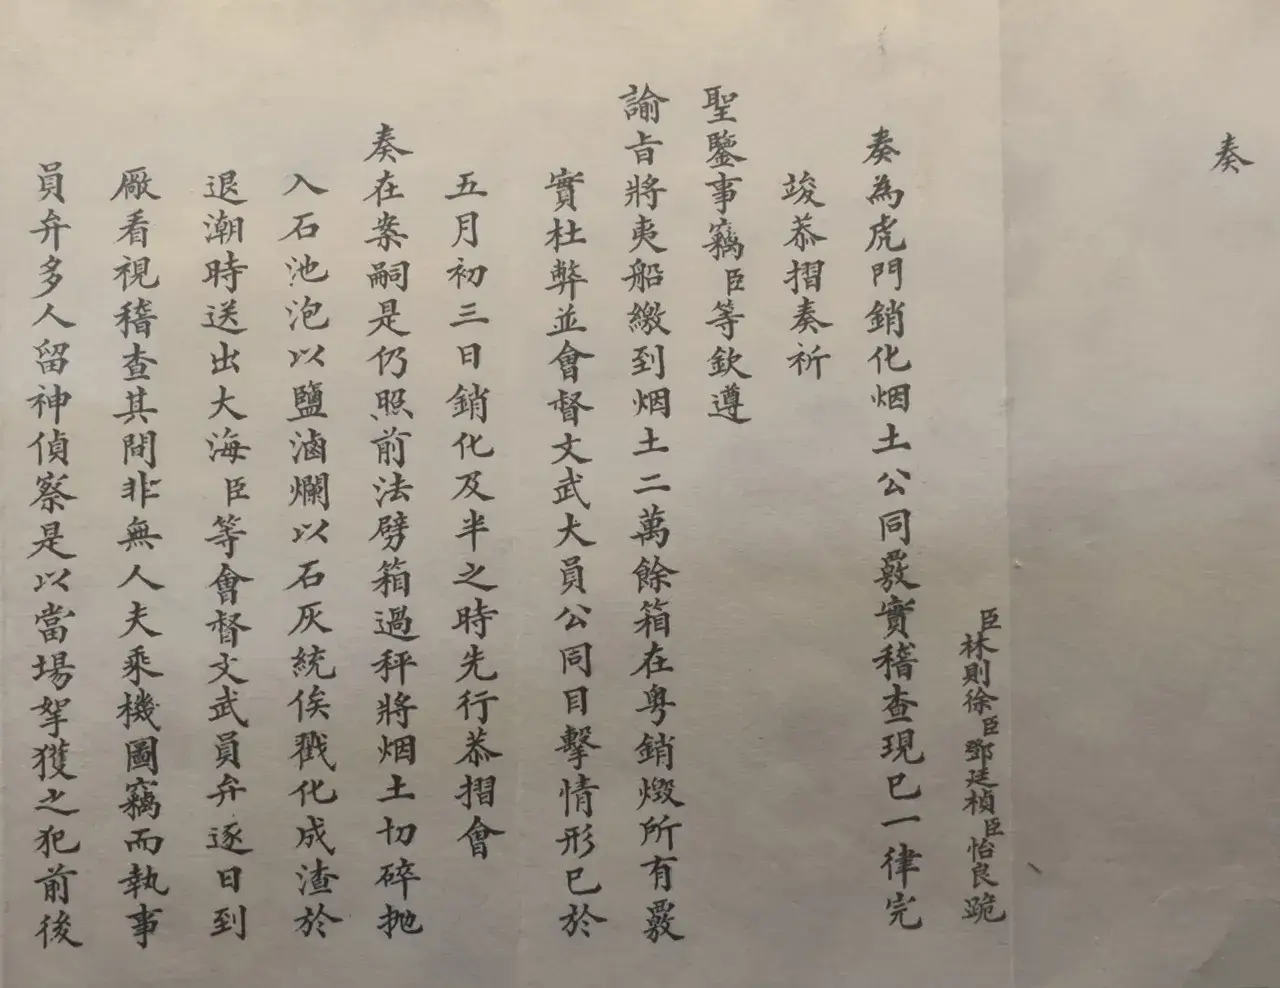 奏
臣林則徐臣鄧廷楨臣怡良跪
奏為虎門銷化烟土公同覈實稽查現已一律完
竣恭摺奏祈
聖鑒事竊臣等欽遵
諭旨將夷船繳到烟土二萬餘箱在粵銷燬所有覈
實杜弊並會督文武大員公同目擊情形已於
五月初三日銷化及半之時先行恭摺會
奏在案嗣是仍照前法劈箱過秤將烟土切碎抛
入石池泡以鹽滷爛以石灰統俟戳化成渣於
退潮時送出大海臣等會督文武員弁逐日到
廠看視稽查其間非無人夫乘機圖竊而執事
員弁多人留神偵察是以當場拏獲之犯前後